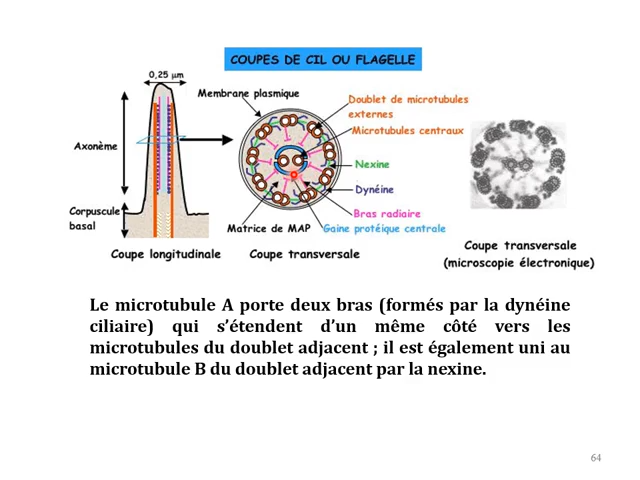 COUPES DE CIL OU FLAGELLE
0,25 µm
Membrane plasmique
Doublet de microtubules
externes
Microtubules centraux
Axonème
Nexine
Dynéine
Corpuscule
basal
Bras radiaire
Matrice de MAP
Gaine protéique centrale
Coupe longitudinale
Coupe transversale
Coupe transversale
(microscopie électronique)
Le microtubule A porte deux bras (formés par la dynéine
ciliaire) qui s’étendent d’un même côté vers les
microtubules du doublet adjacent ; il est également uni au
microtubule B du doublet adjacent par la nexine.
64